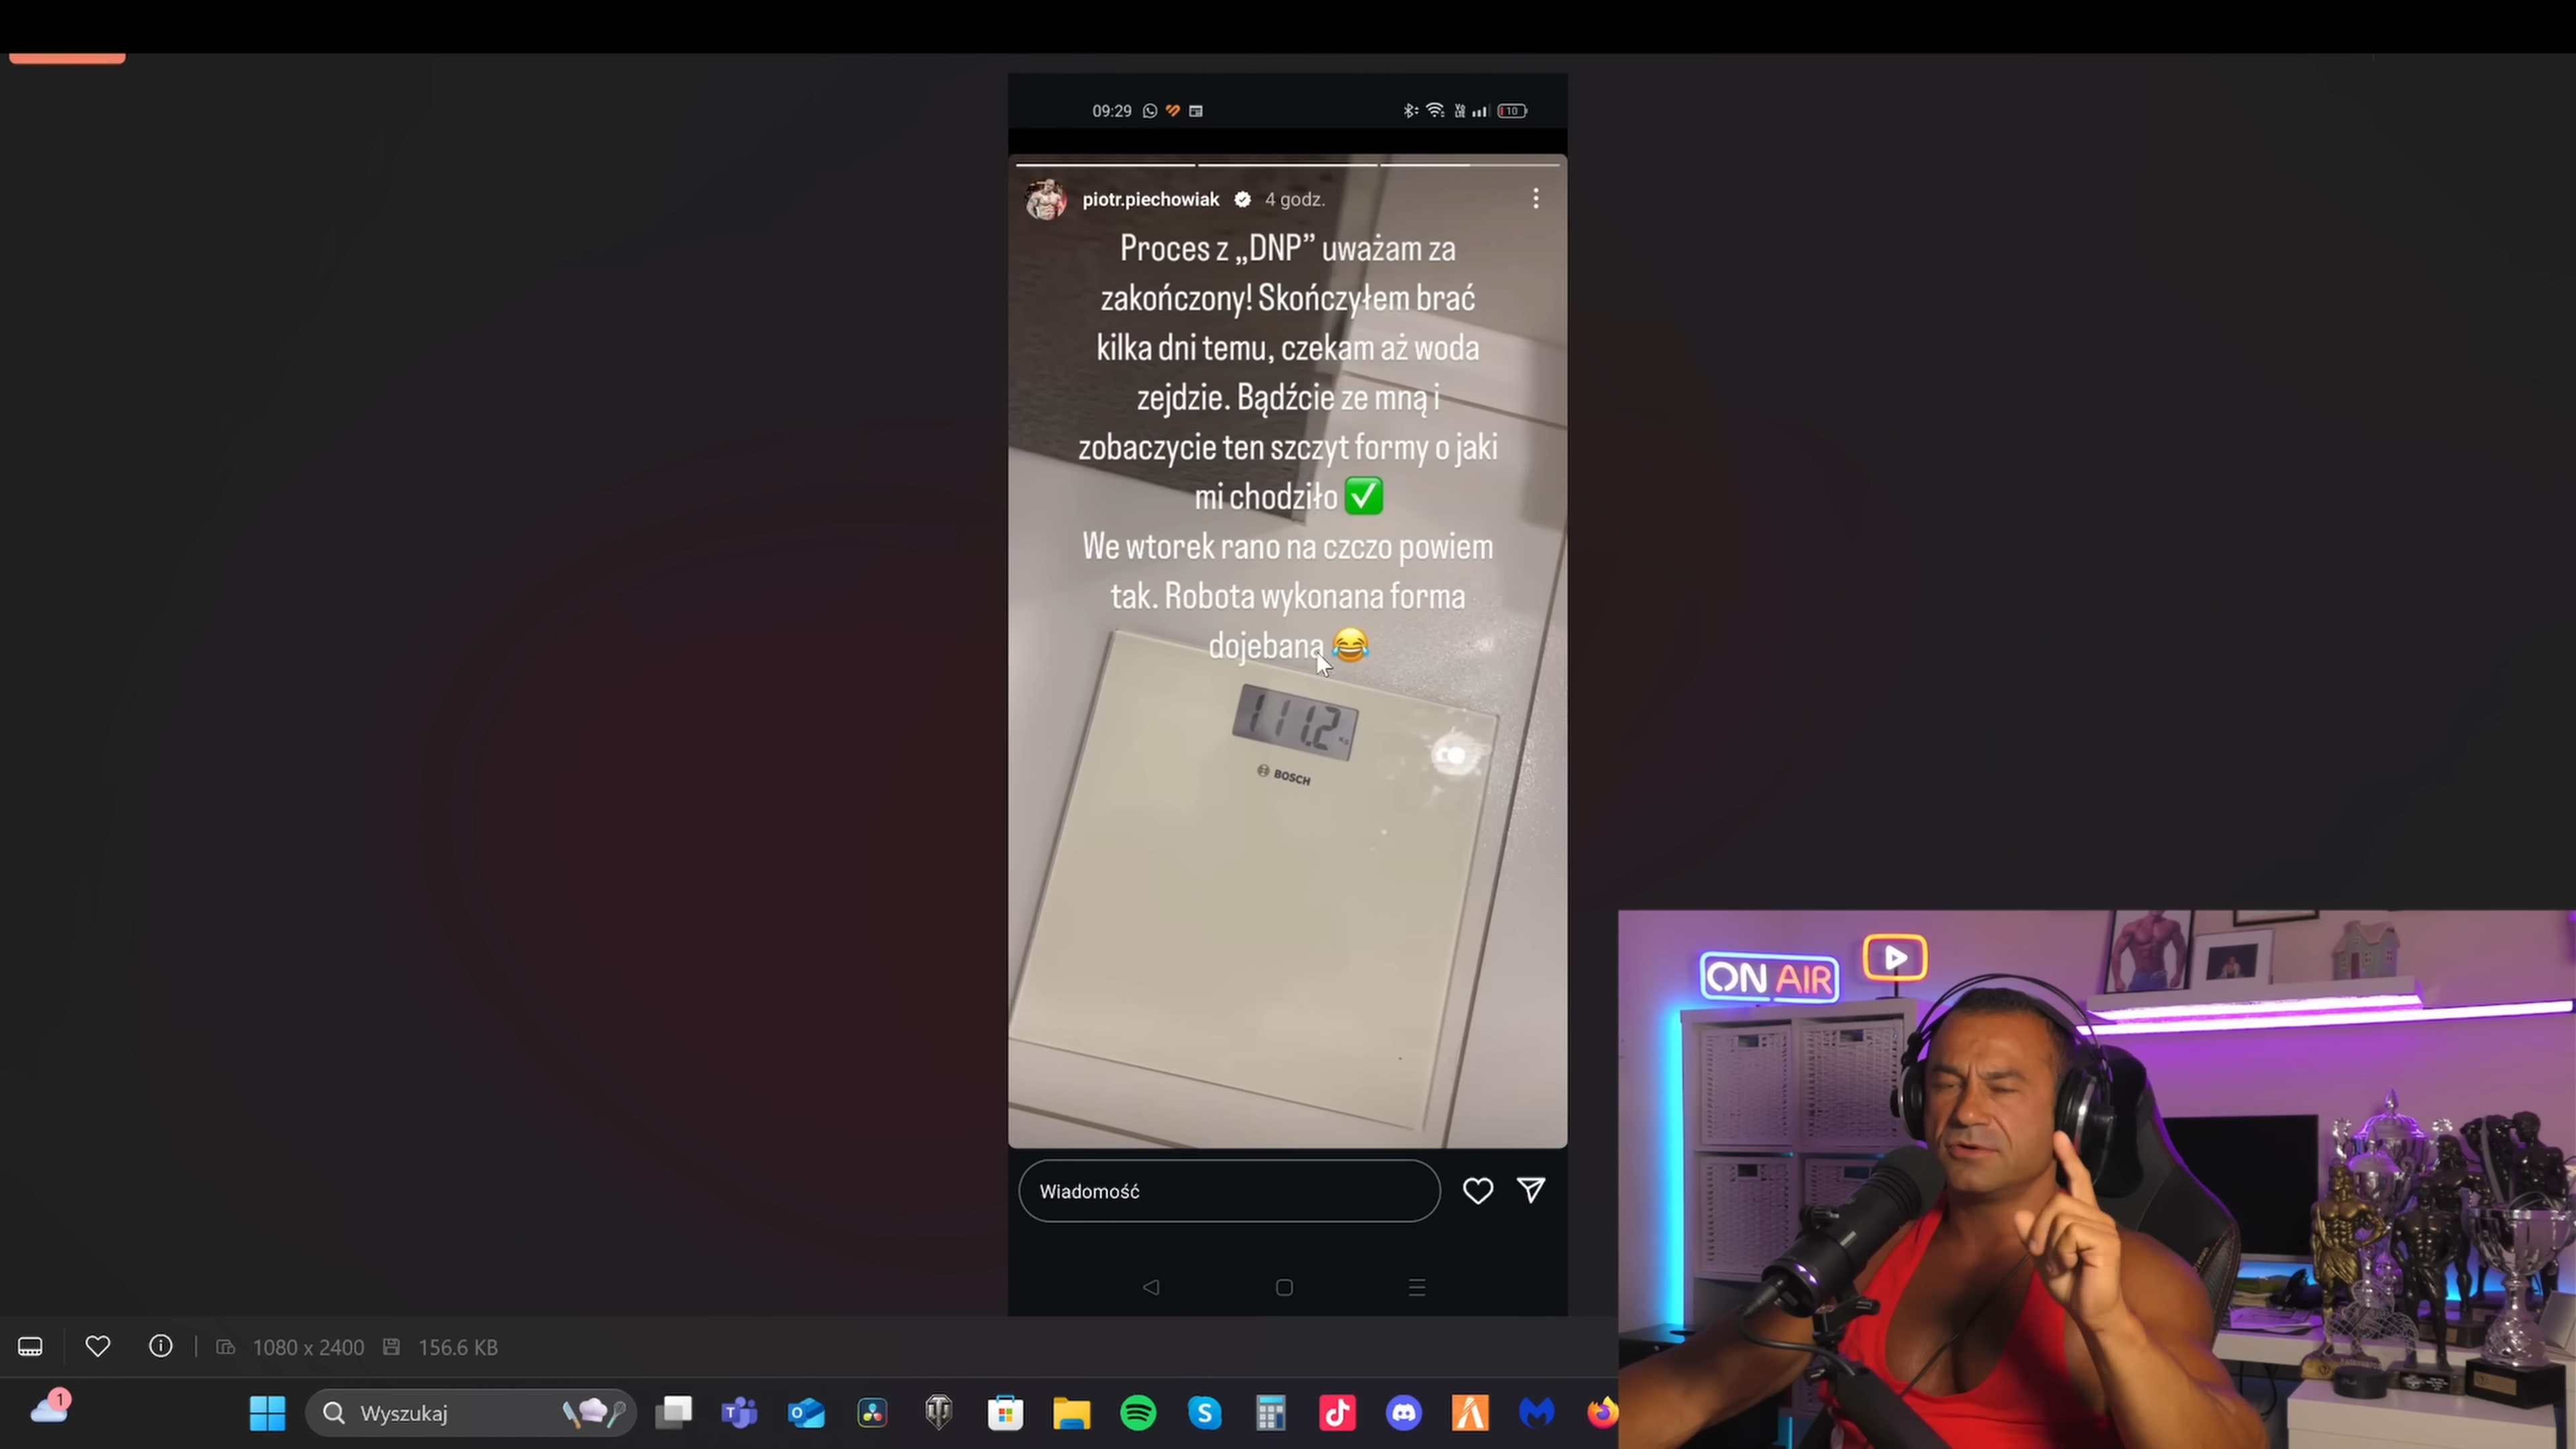 09:29
10
piotr.piechowiak 4 godz.
Proces z „DNP” uważam za
zakończony! Skończyłem brać
kilka dni temu, czekam aż woda
zejdzie. Bądźcie ze mną i
zobaczycie ten szczyt formy o jaki
mi chodziło ✅
We wtorek rano na czczo powiem
tak. Robota wykonana forma
dojebana 😂
111.2
BOSCH
Wiadomość
ON AIR
1080 x 2400 156.6 KB
1
Wyszukaj